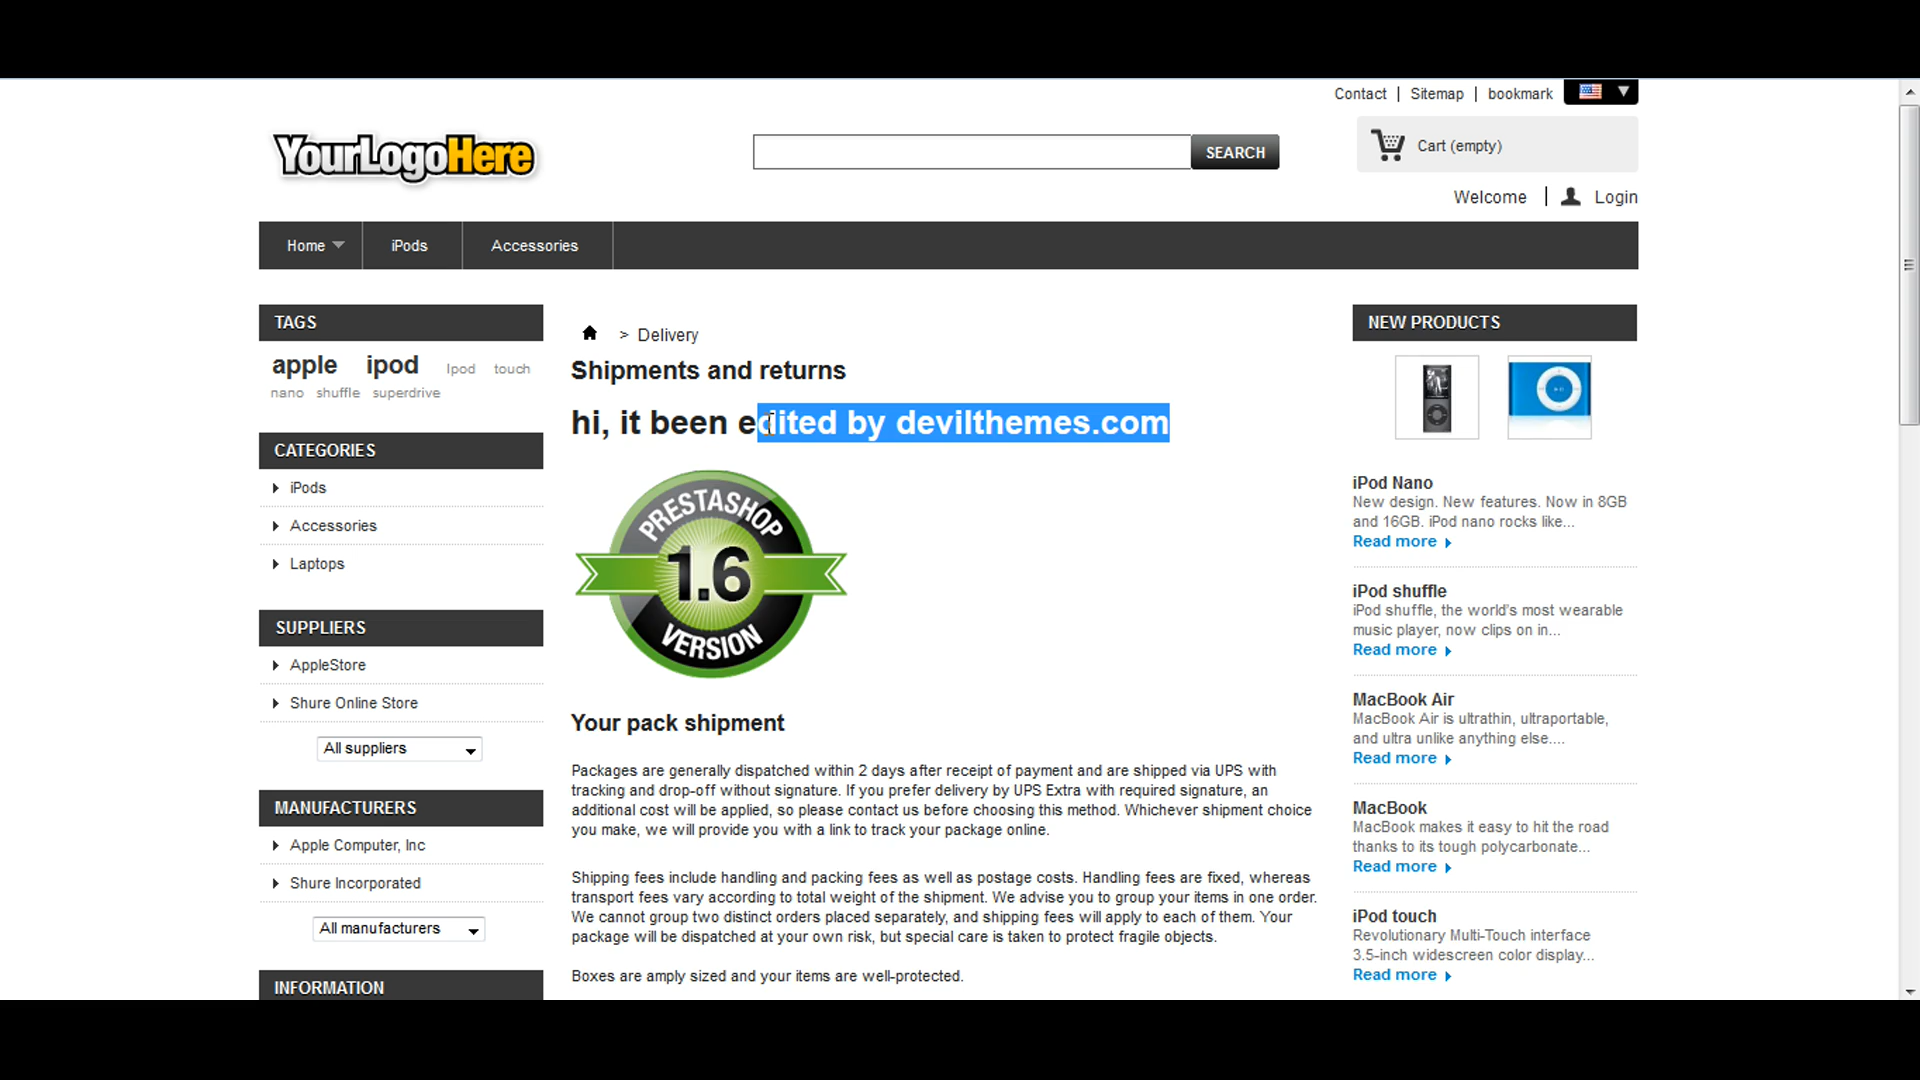 Contact | Sitemap | bookmark
YourLogoHere
SEARCH
Cart (empty)
Welcome | Login
Home
iPods
Accessories
TAGS
apple ipod Ipod touch
nano shuffle superdrive
CATEGORIES
iPods
Accessories
Laptops
SUPPLIERS
AppleStore
Shure Online Store
All suppliers
MANUFACTURERS
Apple Computer, Inc
Shure Incorporated
All manufacturers
INFORMATION
> Delivery
Shipments and returns
hi, it been edited by devilthemes.com
PRESTASHOP
1.6
VERSION
Your pack shipment
Packages are generally dispatched within 2 days after receipt of payment and are shipped via UPS with
tracking and drop-off without signature. If you prefer delivery by UPS Extra with required signature, an
additional cost will be applied, so please contact us before choosing this method. Whichever shipment choice
you make, we will provide you with a link to track your package online.
Shipping fees include handling and packing fees as well as postage costs. Handling fees are fixed, whereas
transport fees vary according to total weight of the shipment. We advise you to group your items in one order.
We cannot group two distinct orders placed separately, and shipping fees will apply to each of them. Your
package will be dispatched at your own risk, but special care is taken to protect fragile objects.
Boxes are amply sized and your items are well-protected.
NEW PRODUCTS
iPod Nano
New design. New features. Now in 8GB
and 16GB. iPod nano rocks like...
Read more
iPod shuffle
iPod shuffle, the world's most wearable
music player, now clips on in...
Read more
MacBook Air
MacBook Air is ultrathin, ultraportable,
and ultra unlike anything else....
Read more
MacBook
MacBook makes it easy to hit the road
thanks to its tough polycarbonate...
Read more
iPod touch
Revolutionary Multi-Touch interface
3.5-inch widescreen color display...
Read more